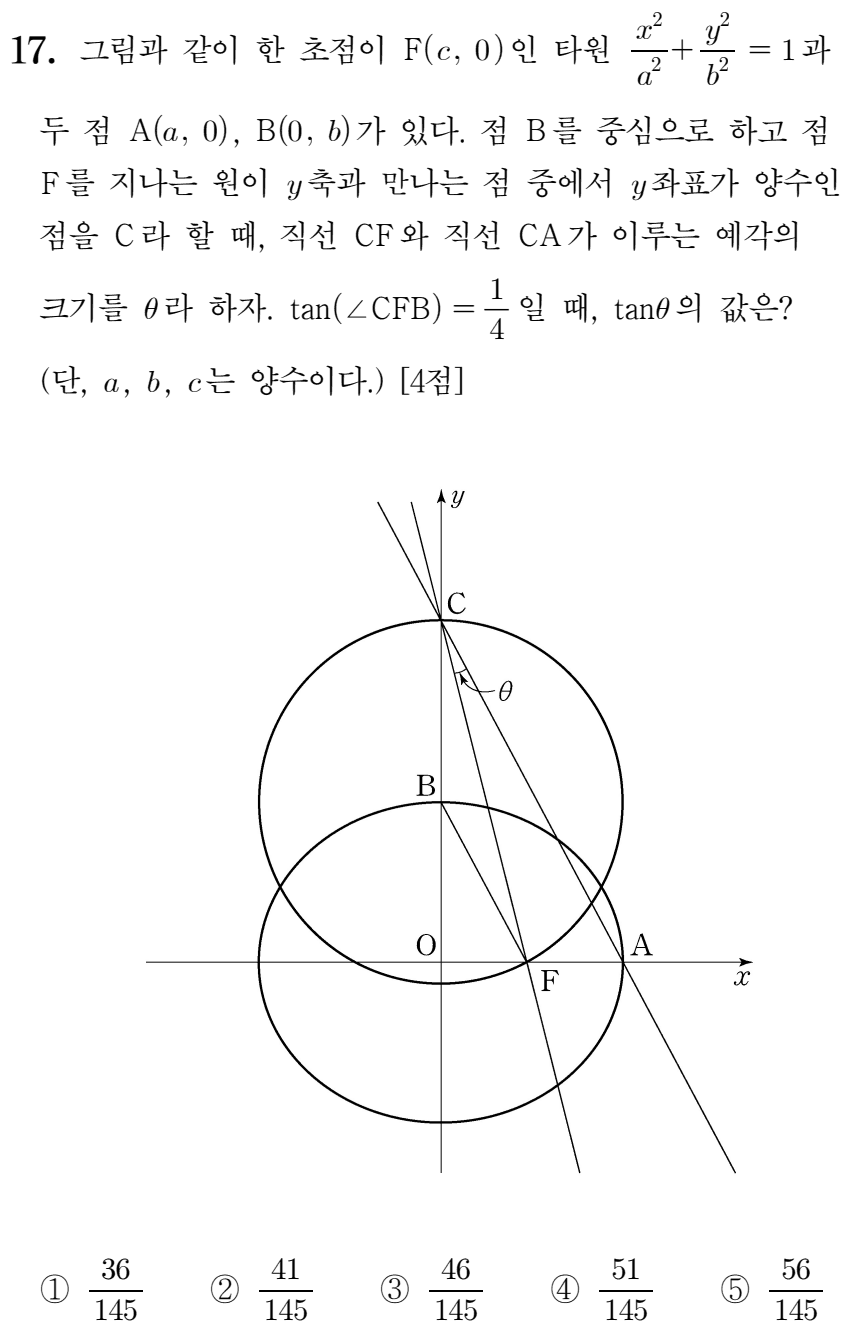 17. 그림과 같이 한 초점이 F(c, 0)인 타원 x²/a² + y²/b² = 1과
두 점 A(a, 0), B(0, b)가 있다. 점 B를 중심으로 하고 점
F를 지나는 원이 y축과 만나는 점 중에서 y좌표가 양수인
점을 C라 할 때, 직선 CF와 직선 CA가 이루는 예각의
크기를 θ라 하자. tan(∠CFB) = 1/4 일 때, tanθ의 값은?
(단, a, b, c는 양수이다.) [4점]
y
C
θ
B
O
A
F
x
① 36/145 ② 41/145 ③ 46/145 ④ 51/145 ⑤ 56/145